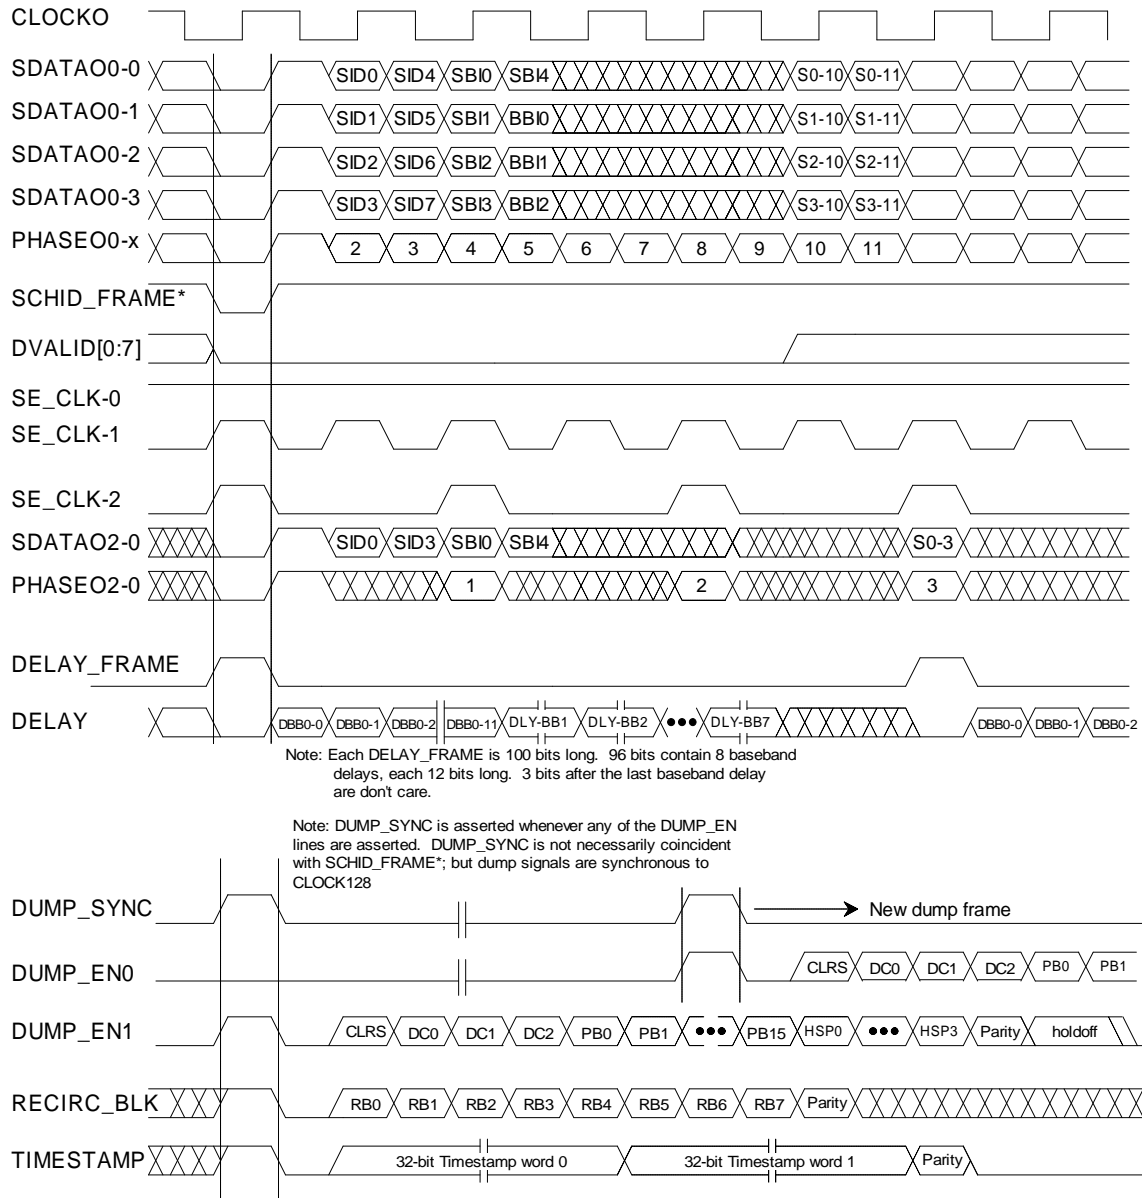 CLOCKO
SDATAO0-0 SID0 SID4 SBI0 SBI4 S0-10 S0-11
SDATAO0-1 SID1 SID5 SBI1 BBI0 S1-10 S1-11
SDATAO0-2 SID2 SID6 SBI2 BBI1 S2-10 S2-11
SDATAO0-3 SID3 SID7 SBI3 BBI2 S3-10 S3-11
PHASEO0-x 2 3 4 5 6 7 8 9 10 11
SCHID_FRAME*
DVALID[0:7]
SE_CLK-0
SE_CLK-1
SE_CLK-2
SDATAO2-0 SID0 SID3 SBI0 SBI4 S0-3
PHASEO2-0 1 2 3
DELAY_FRAME
DELAY DBB0-0 DBB0-1 DBB0-2 DBB0-11 DLY-BB1 DLY-BB2 ••• DLY-BB7 DBB0-0 DBB0-1 DBB0-2
Note: Each DELAY_FRAME is 100 bits long. 96 bits contain 8 baseband
delays, each 12 bits long. 3 bits after the last baseband delay
are don't care.
Note: DUMP_SYNC is asserted whenever any of the DUMP_EN
lines are asserted. DUMP_SYNC is not necessarily coincident
with SCHID_FRAME*; but dump signals are synchronous to
CLOCK128
DUMP_SYNC New dump frame
DUMP_EN0 CLRS DC0 DC1 DC2 PB0 PB1
DUMP_EN1 CLRS DC0 DC1 DC2 PB0 PB1 ••• PB15 HSP0 ••• HSP3 Parity holdoff
RECIRC_BLK RB0 RB1 RB2 RB3 RB4 RB5 RB6 RB7 Parity
TIMESTAMP 32-bit Timestamp word 0 32-bit Timestamp word 1 Parity